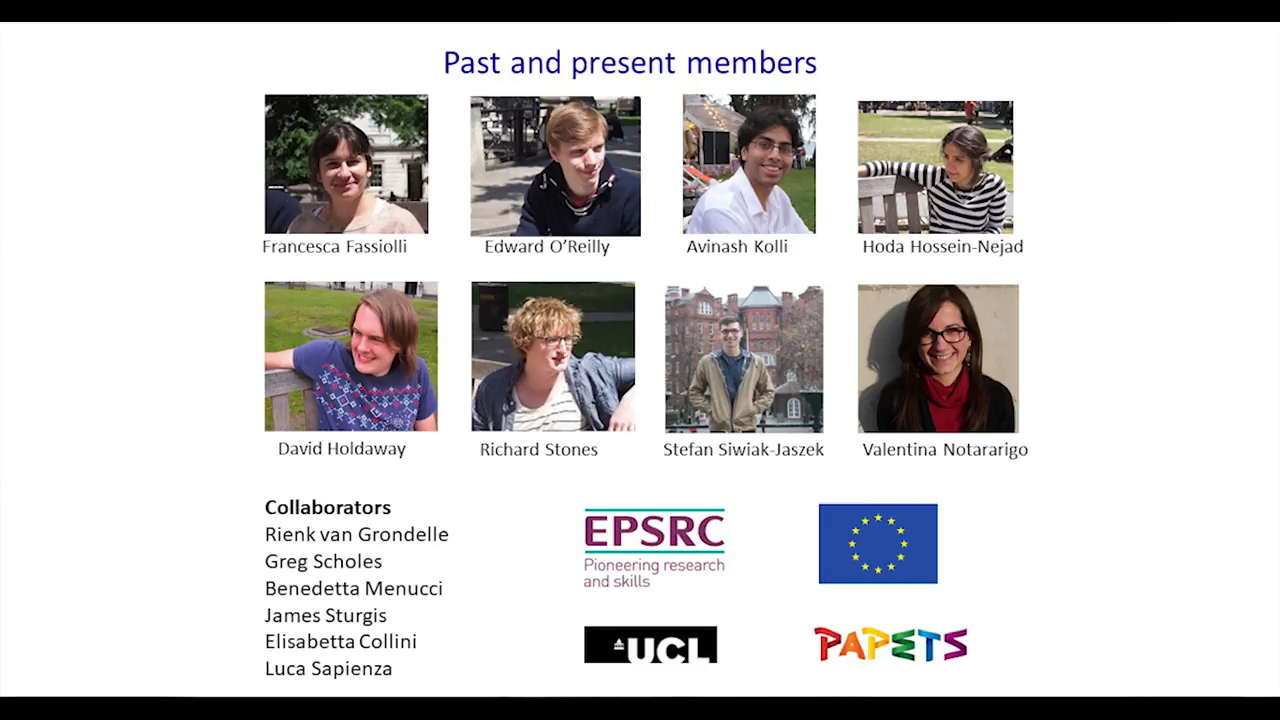 Past and present members
Francesca Fassiolli
Edward O'Reilly
Avinash Kolli
Hoda Hossein-Nejad
David Holdaway
Richard Stones
Stefan Siwiak-Jaszek
Valentina Notararigo
Collaborators
Rienk van Grondelle
Greg Scholes
Benedetta Menucci
James Sturgis
Elisabetta Collini
Luca Sapienza
EPSRC
Pioneering research
and skills
UCL
PAPETS